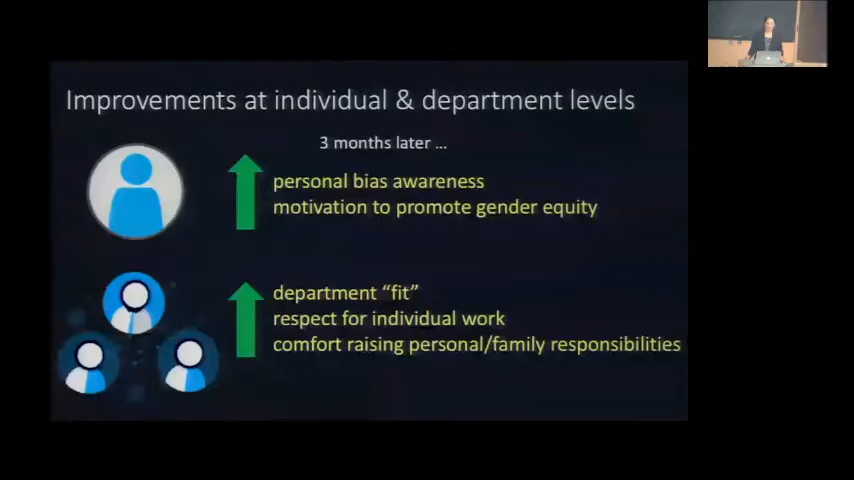 Improvements at individual & department levels
3 months later ...
personal bias awareness
motivation to promote gender equity
department “fit”
respect for individual work
comfort raising personal/family responsibilities